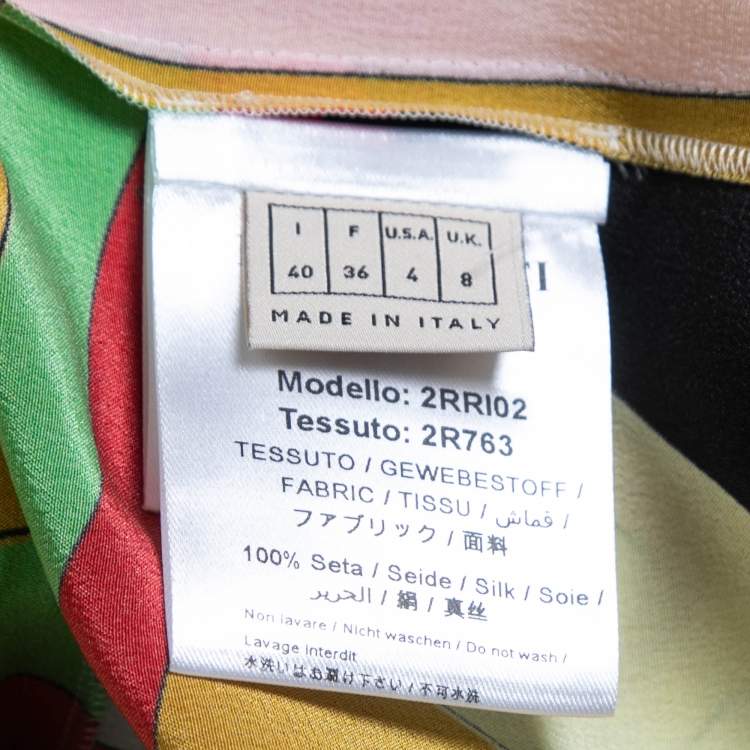 I F U.S.A. U.K.
40 36 4 8
MADE IN ITALY
Modello: 2RRI02
Tessuto: 2R763
TESSUTO / GEWEBESTOFF /
FABRIC / TISSU / قماش /
ファブリック / 面料
100% Seta / Seide / Silk / Soie /
الحرير / 絹 / 真丝
Non lavare / Nicht waschen / Do not wash /
Lavage interdit
水洗いはお避け下さい / 不可水洗